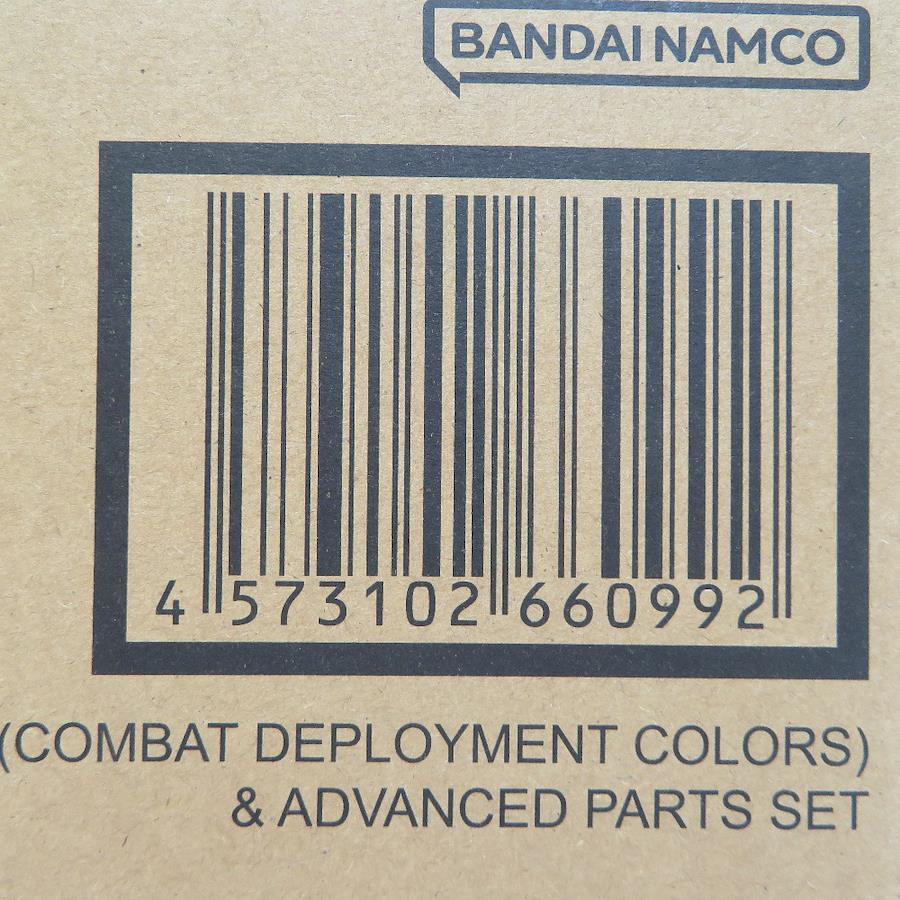 BANDAI NAMCO
4 573102 660992
(COMBAT DEPLOYMENT COLORS)
& ADVANCED PARTS SET